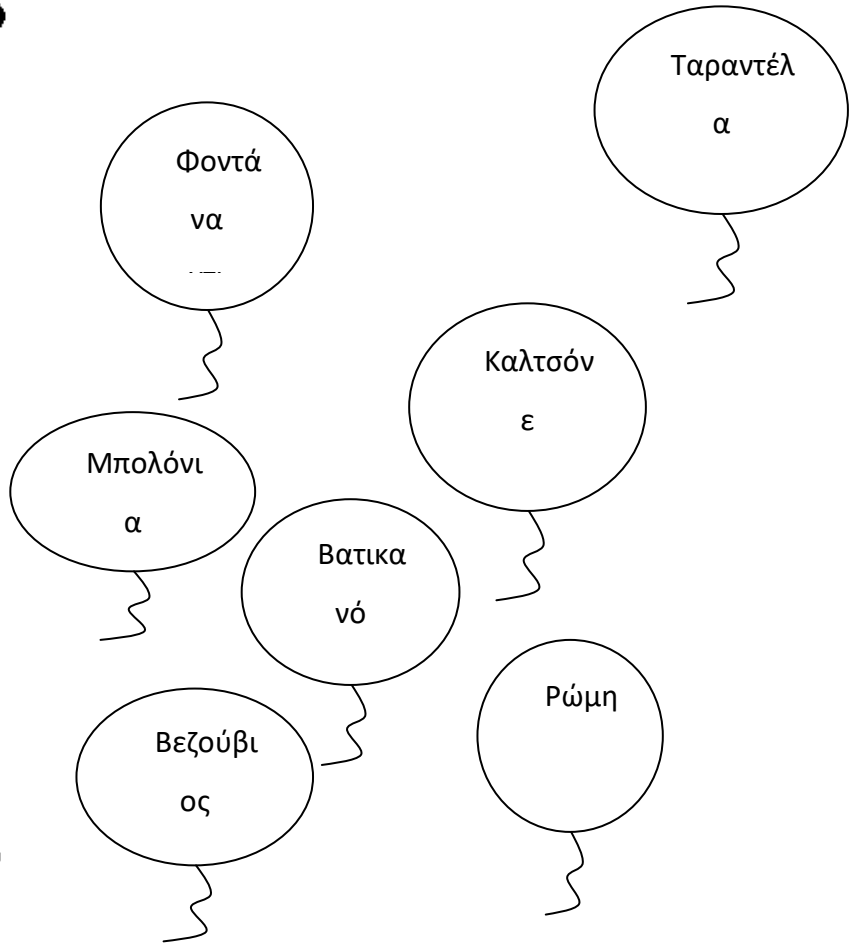 Ταραντέλ
α
Φοντά
να
Καλτσόν
ε
Μπολόνι
α
Βατικα
νό
Ρώμη
Βεζούβι
ος